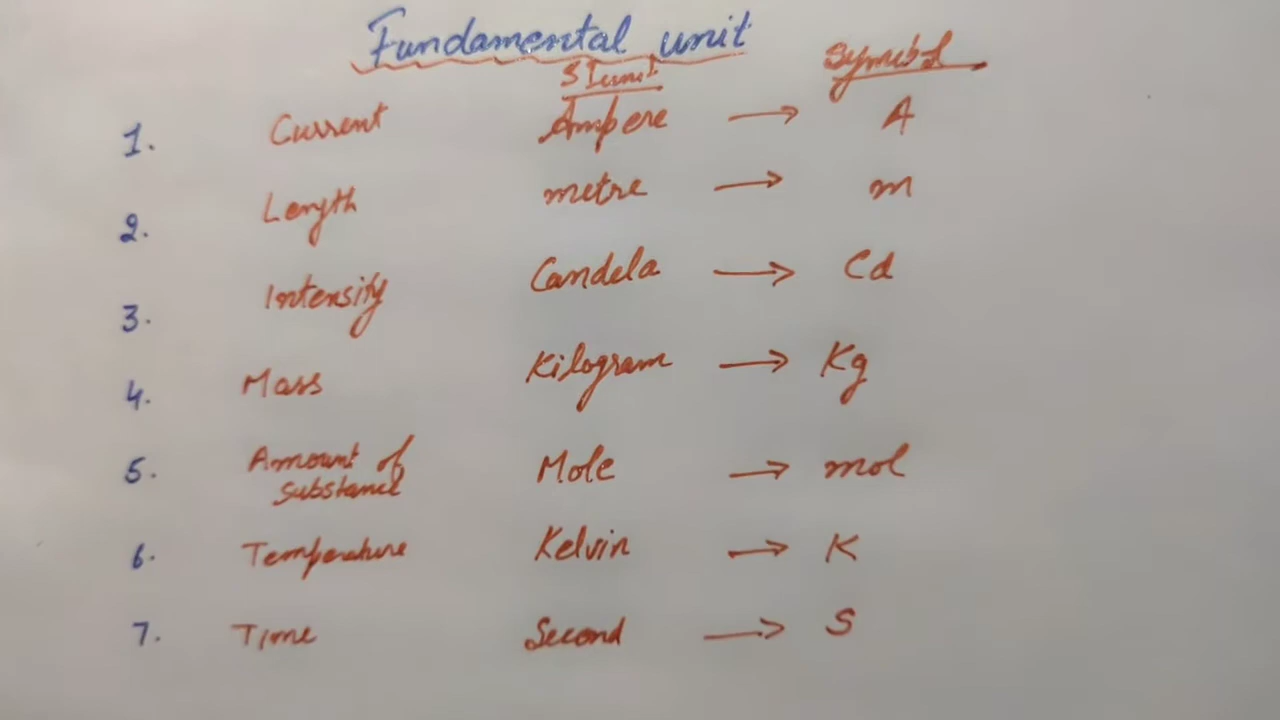 Fundamental unit
SI unit Symbol
1. Current Ampere → A
2. Length metre → m
3. Intensity Candela → Cd
4. Mass Kilogram → Kg
5. Amount of substance Mole → mol
6. Temperature Kelvin → K
7. Time Second → S